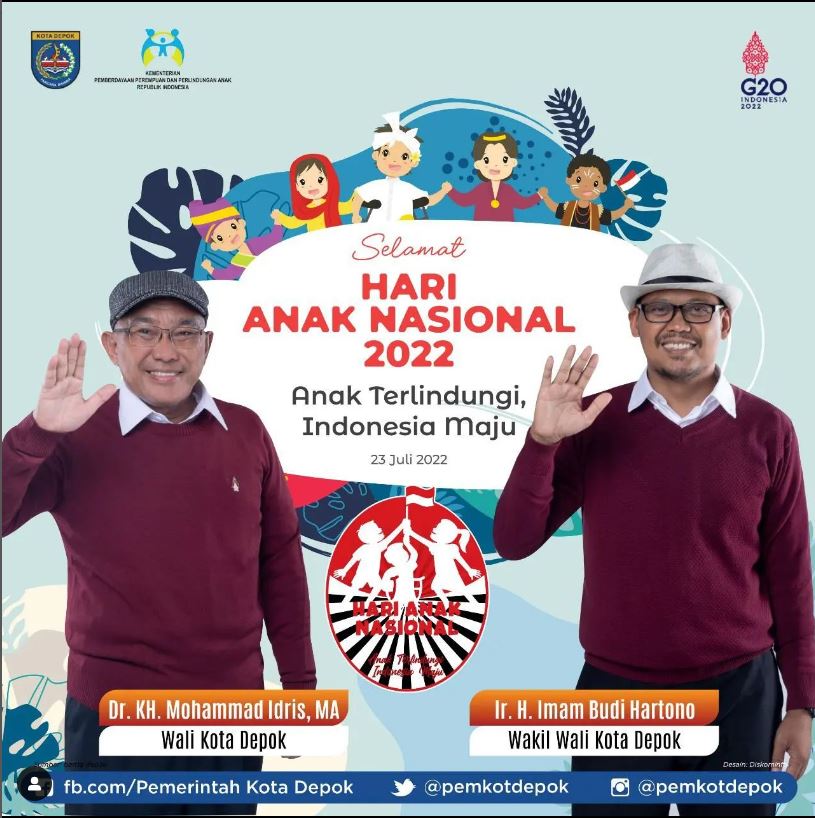 KOTA DEPOK
KEMENTERIAN
PEMBERDAYAAN PEREMPUAN DAN PERLINDUNGAN ANAK
REPUBLIK INDONESIA
G20
INDONESIA
2022
Selamat
HARI
ANAK NASIONAL
2022
Anak Terlindungi,
Indonesia Maju
23 Juli 2022
HARI ANAK
NASIONAL
Anak Terlindungi
Indonesia Maju
Dr. KH. Mohammad Idris, MA
Wali Kota Depok
Ir. H. Imam Budi Hartono
Wakil Wali Kota Depok
Desain: Diskominfo
fb.com/Pemerintah Kota Depok
@pemkotdepok
@pemkotdepok